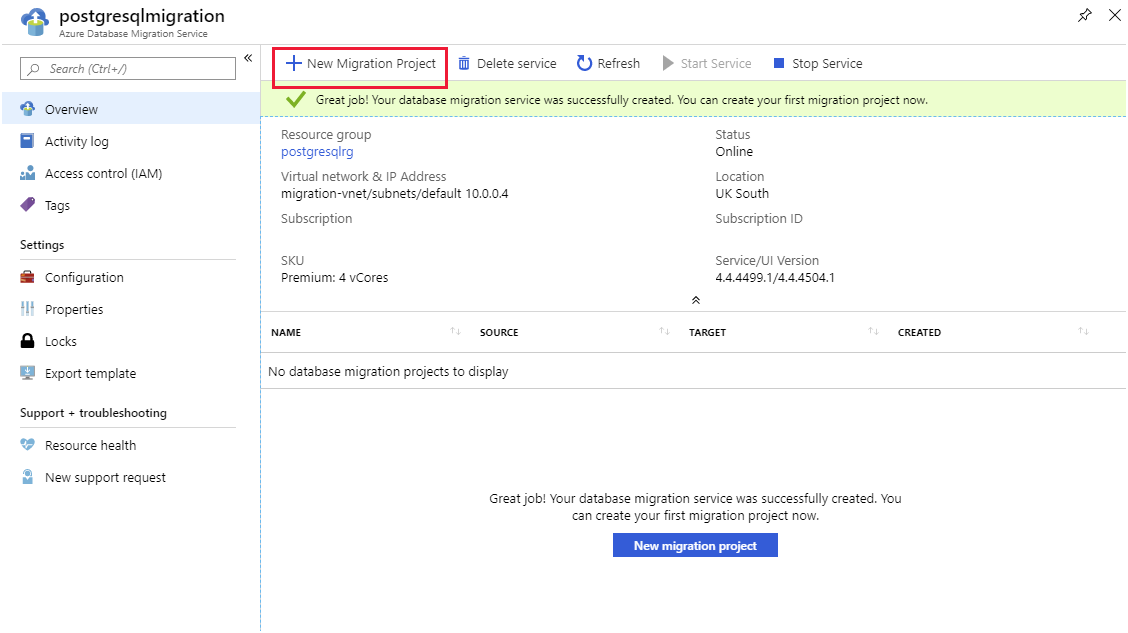 postgresqlmigration
Azure Database Migration Service
Search (Ctrl+/)
Overview
Activity log
Access control (IAM)
Tags
Settings
Configuration
Properties
Locks
Export template
Support + troubleshooting
Resource health
New support request
New Migration Project Delete service Refresh Start Service Stop Service
Great job! Your database migration service was successfully created. You can create your first migration project now.
Resource group
postgresqlrg
Virtual network & IP Address
migration-vnet/subnets/default 10.0.0.4
Subscription
SKU
Premium: 4 vCores
Status
Online
Location
UK South
Subscription ID
Service/UI Version
4.4.4499.1/4.4.4504.1
NAME SOURCE TARGET CREATED
No database migration projects to display
Great job! Your database migration service was successfully created. You
can create your first migration project now.
New migration project